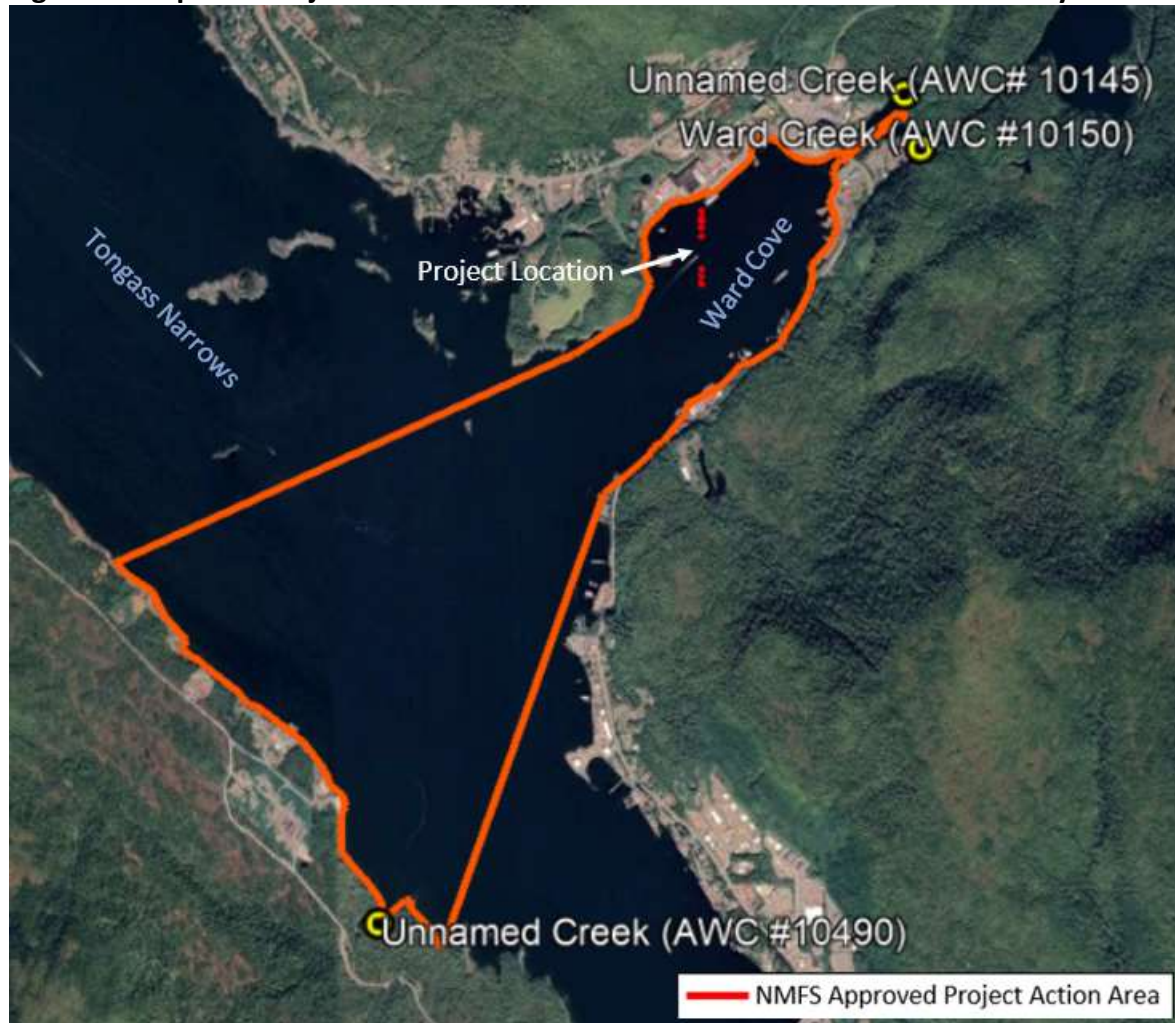 Unnamed Creek (AWC# 10145)
Ward Creek (AWC #10150)
Tongass Narrows
Project Location
Ward Cove
Unnamed Creek (AWC #10490)
NMFS Approved Project Action Area